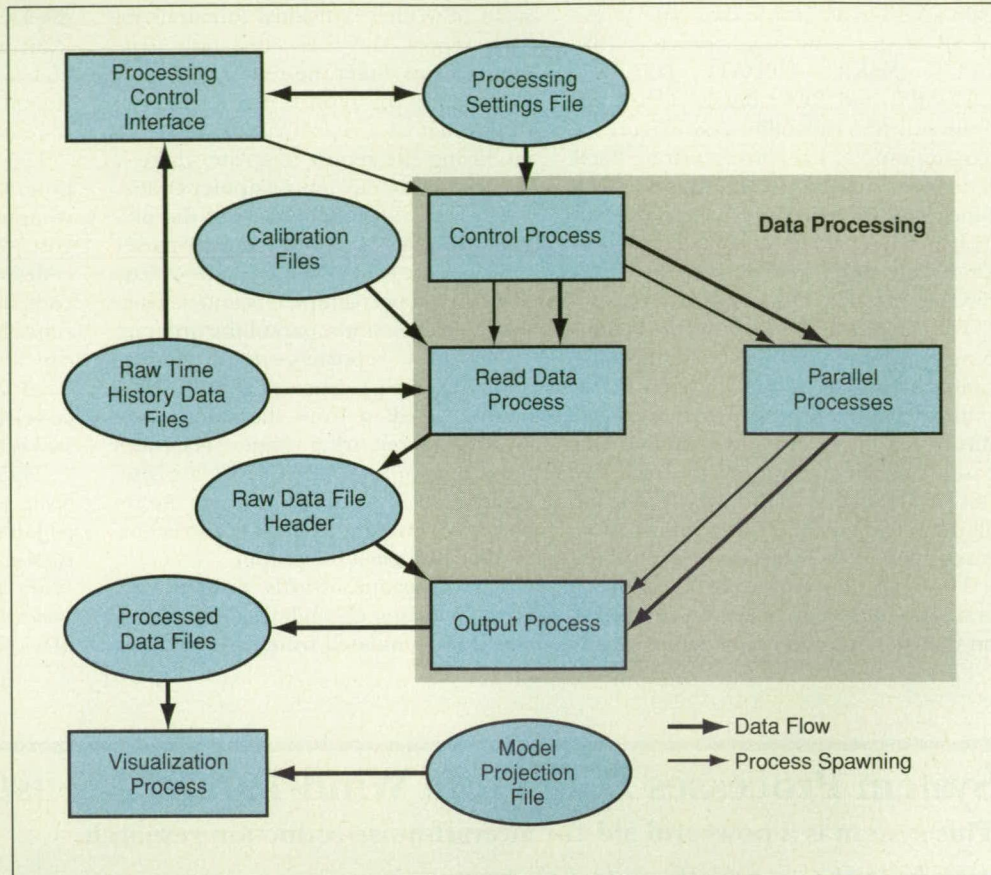 Processing
Control
Interface
Processing
Settings File
Calibration
Files
Control Process
Data Processing
Raw Time
History Data
Files
Read Data
Process
Parallel
Processes
Raw Data File
Header
Processed
Data Files
Output Process
Visualization
Process
Model
Projection
File
Data Flow
Process Spawning